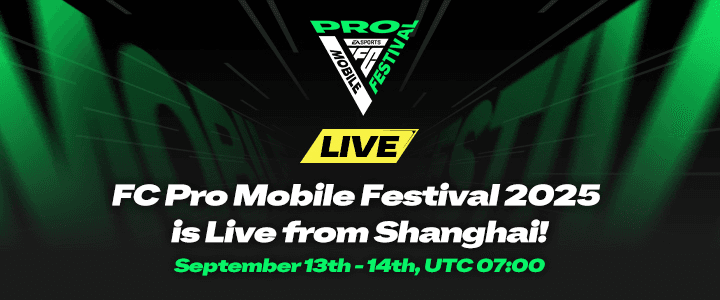 PRO
EA SPORTS
FC
MOBILE
FESTIVAL
LIVE
FC Pro Mobile Festival 2025
is Live from Shanghai!
September 13th - 14th, UTC 07:00